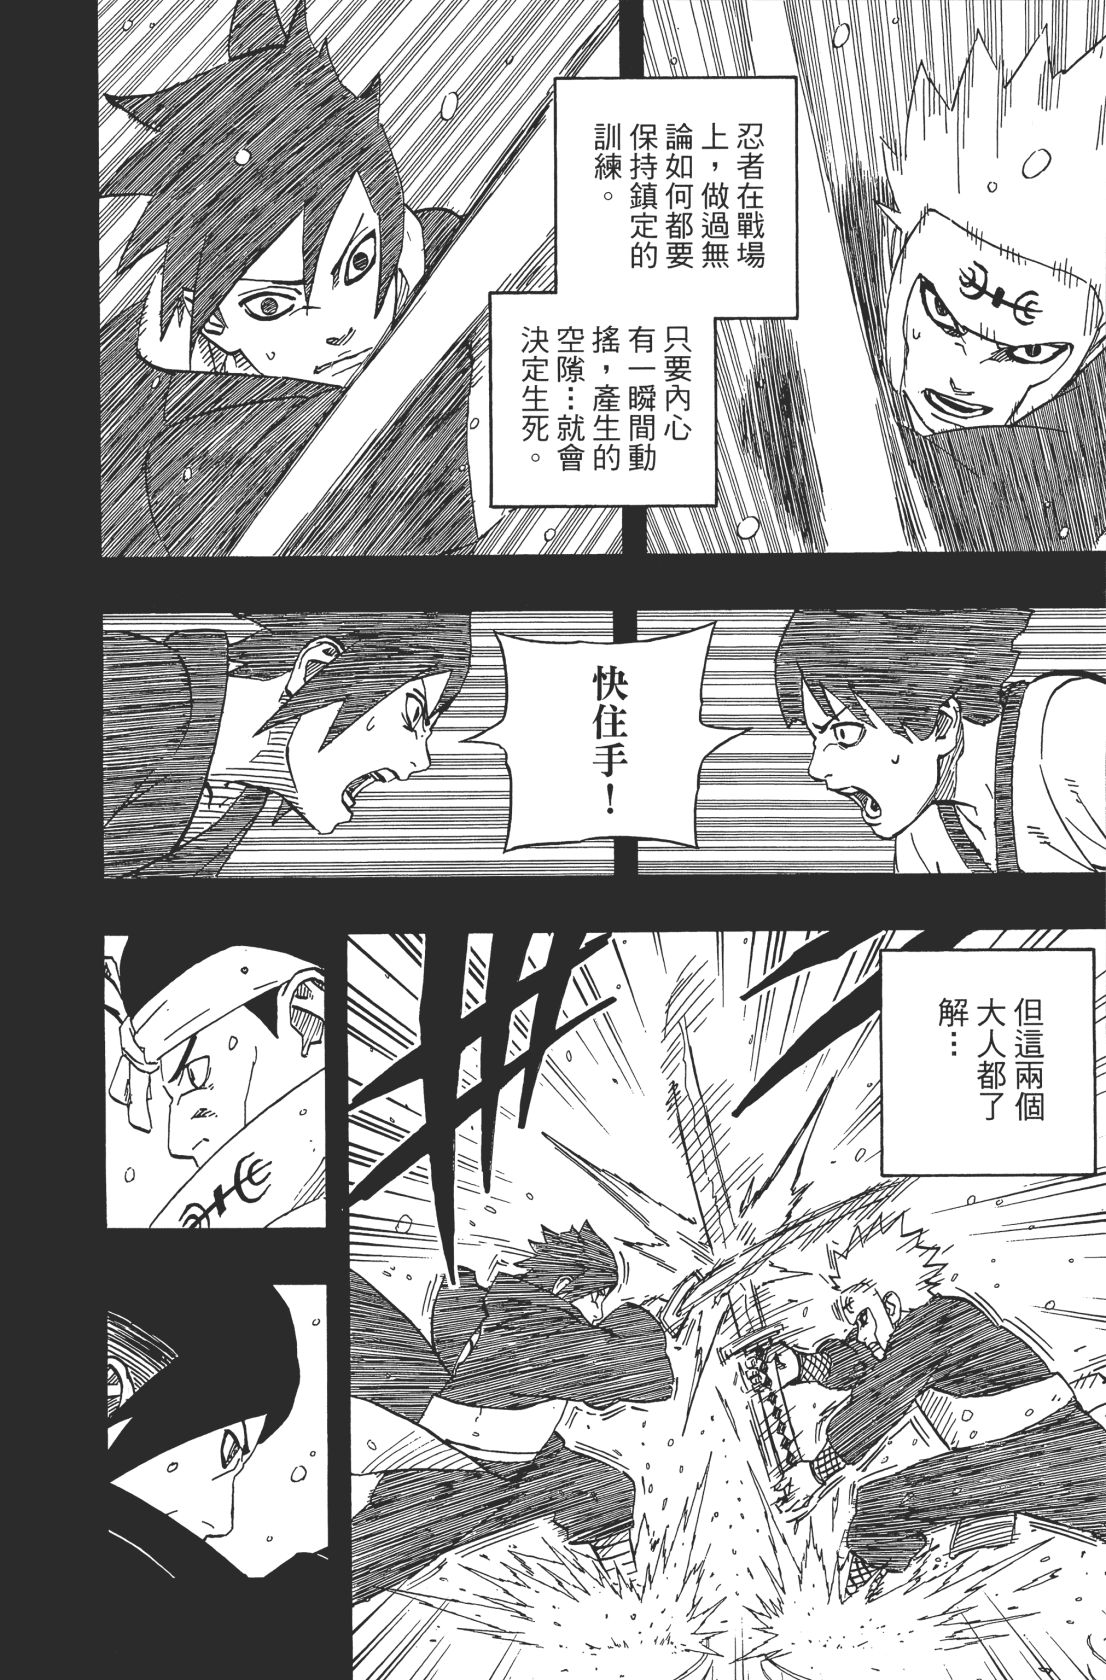 忍者在戰場
上，做過無
論如何都要
保持鎮定的
訓練。
只要內心
有一瞬間動
搖，產生的
空隙…就會
決定生死。
快住手！
但這兩個
大人都了
解…